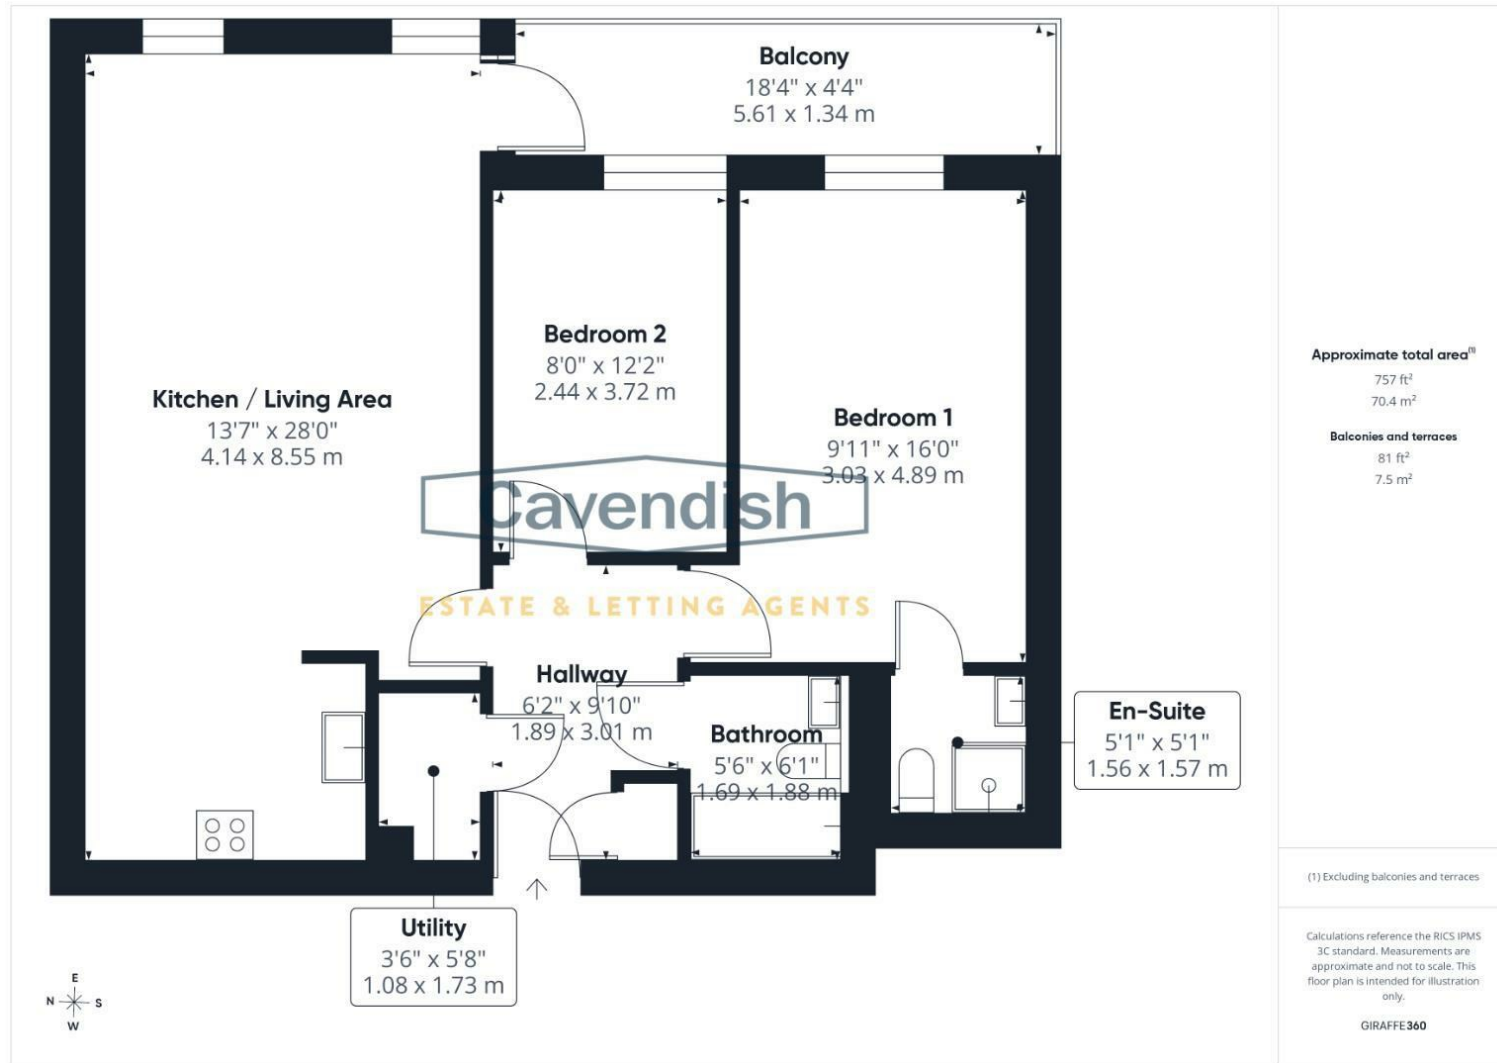 Balcony
18'4" x 4'4"
5.61 x 1.34 m
Bedroom 2
8'0" x 12'2"
2.44 x 3.72 m
Kitchen / Living Area
13'7" x 28'0"
4.14 x 8.55 m
Bedroom 1
9'11" x 16'0"
3.03 x 4.89 m
Cavendish
ESTATE & LETTING AGENTS
Hallway
6'2" x 9'10"
1.89 x 3.01 m
Bathroom
5'6" x 6'1"
1.69 x 1.88 m
En-Suite
5'1" x 5'1"
1.56 x 1.57 m
Utility
3'6" x 5'8"
1.08 x 1.73 m
E
N S
W
Approximate total area(1)
757 ft²
70.4 m²
Balconies and terraces
81 ft²
7.5 m²
(1) Excluding balconies and terraces
Calculations reference the RICS IPMS
3C standard. Measurements are
approximate and not to scale. This
floor plan is intended for illustration
only.
GIRAFFE360